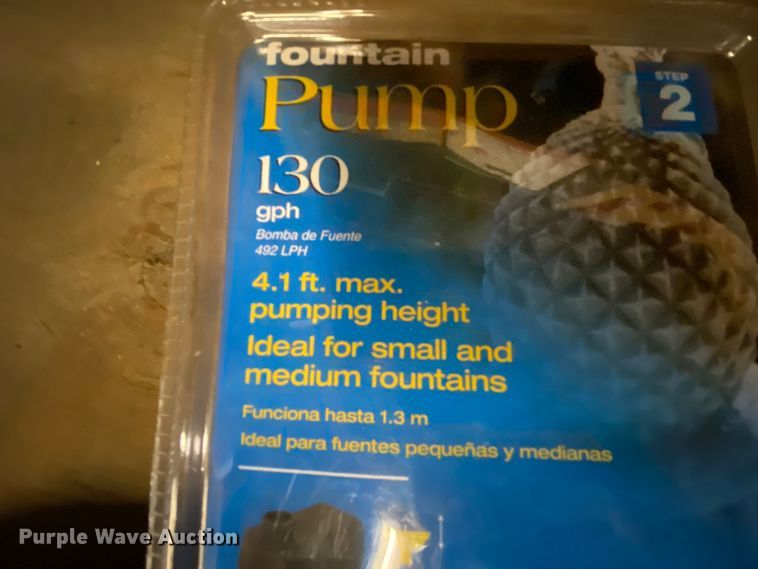 fountain
Pump
STEP
2
130
gph
Bomba de Fuente
492 LPH
4.1 ft. max.
pumping height
Ideal for small and
medium fountains
Funciona hasta 1.3 m
Ideal para fuentes pequeñas y medianas
Purple Wave Auction